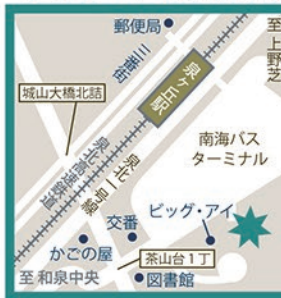 郵便局
三番街
至上野芝
泉ヶ丘駅
城山大橋北詰
南海バス
ターミナル
泉北高速鉄道
泉北一号線
交番
ビッグ・アイ
かごの屋
茶山台1丁
至和泉中央
図書館